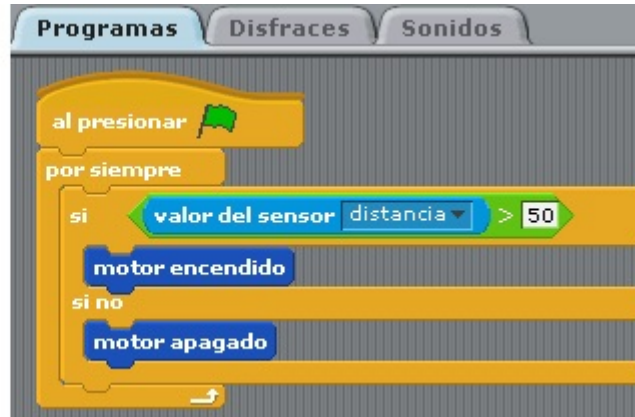 Programas Disfraces Sonidos
al presionar
por siempre
si valor del sensor distancia > 50
motor encendido
si no
motor apagado